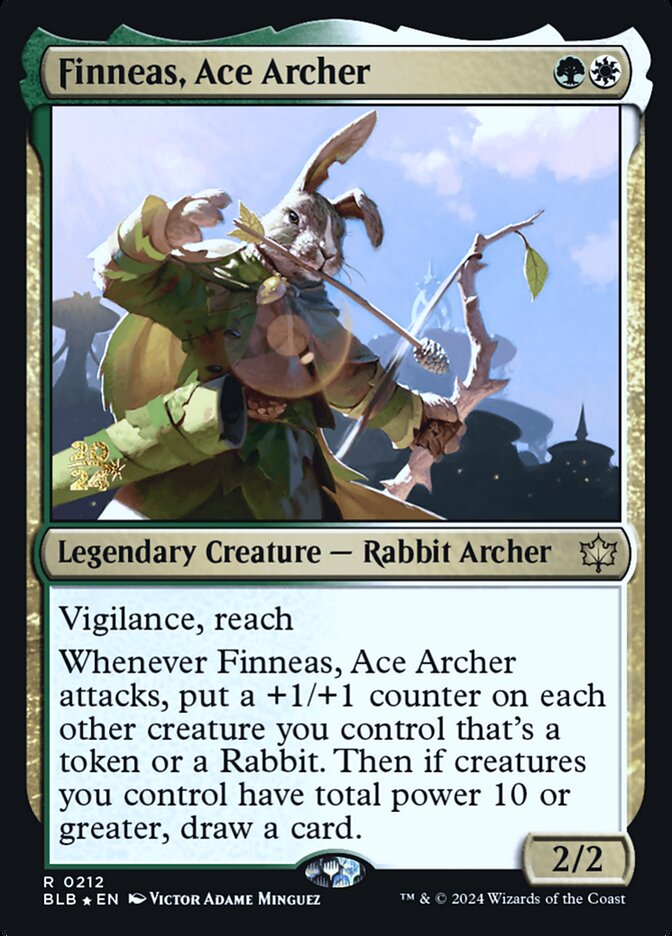 Finneas, Ace Archer
Legendary Creature — Rabbit Archer
Vigilance, reach
Whenever Finneas, Ace Archer
attacks, put a +1/+1 counter on each
other creature you control that's a
token or a Rabbit. Then if creatures
you control have total power 10 or
greater, draw a card.
2/2
R 0212
BLB ★ EN Victor Adame Minguez
™ & © 2024 Wizards of the Coast